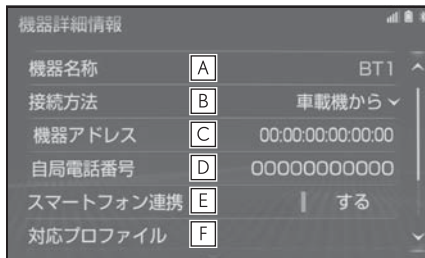 機器詳細情報
機器名称 A BT1
接続方法 B 車載機から
機器アドレス C 00:00:00:00:00:00
自局電話番号 D 00000000000
スマートフォン連携 E する
対応プロファイル F